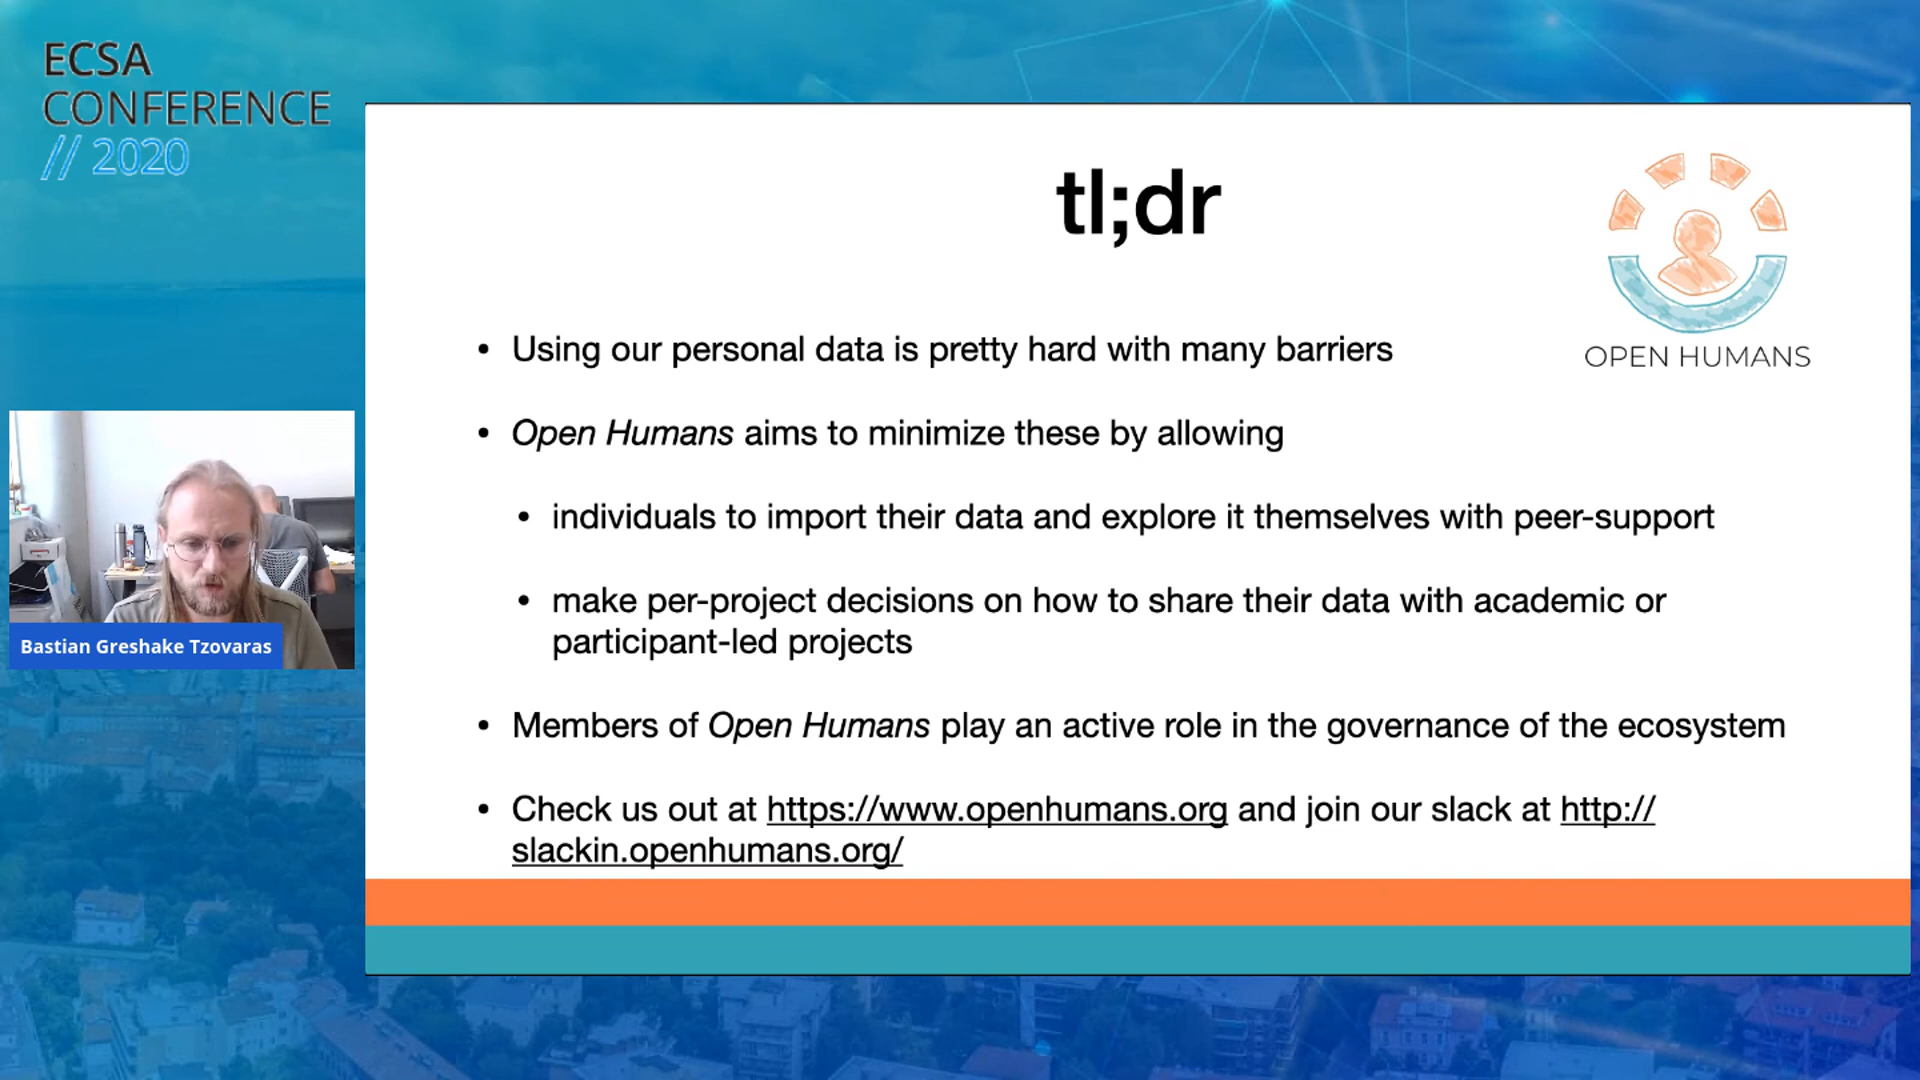 ECSA
CONFERENCE
// 2020
tl;dr
OPEN HUMANS
• Using our personal data is pretty hard with many barriers
• Open Humans aims to minimize these by allowing
• individuals to import their data and explore it themselves with peer-support
• make per-project decisions on how to share their data with academic or
participant-led projects
• Members of Open Humans play an active role in the governance of the ecosystem
• Check us out at https://www.openhumans.org and join our slack at http://
slackin.openhumans.org/
Bastian Greshake Tzovaras